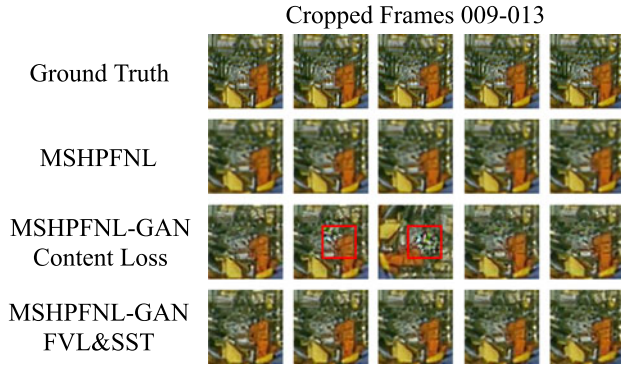 Cropped Frames 009-013
Ground Truth
MSHPFNL
MSHPFNL-GAN
Content Loss
MSHPFNL-GAN
FVL&SST